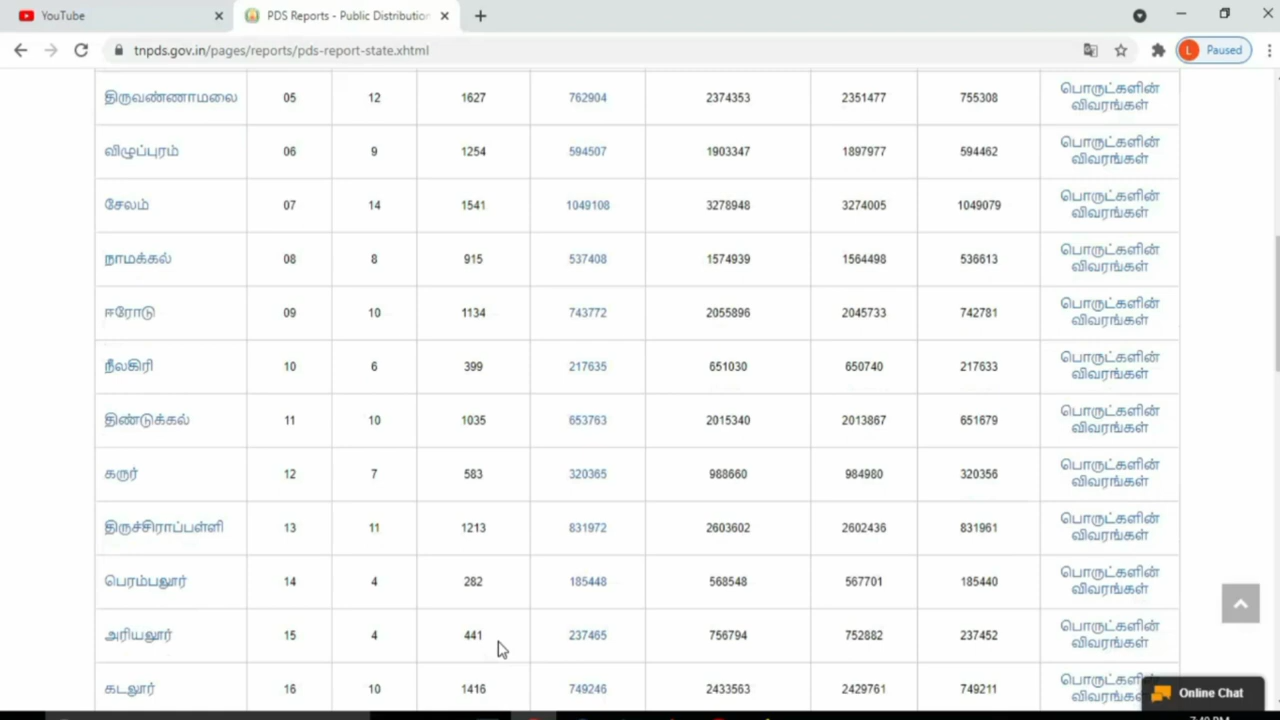 YouTube
PDS Reports - Public Distribution
tnpds.gov.in/pages/reports/pds-report-state.xhtml
L Paused
திருவண்ணாமலை 05 12 1627 762904 2374353 2351477 755308 பொருட்களின்
விவரங்கள்
விழுப்புரம் 06 9 1254 594507 1903347 1897977 594462 பொருட்களின்
விவரங்கள்
சேலம் 07 14 1541 1049108 3278948 3274005 1049079 பொருட்களின்
விவரங்கள்
நாமக்கல் 08 8 915 537408 1574939 1564498 536613 பொருட்களின்
விவரங்கள்
ஈரோடு 09 10 1134 743772 2055896 2045733 742781 பொருட்களின்
விவரங்கள்
நீலகிரி 10 6 399 217635 651030 650740 217633 பொருட்களின்
விவரங்கள்
திண்டுக்கல் 11 10 1035 653763 2015340 2013867 651679 பொருட்களின்
விவரங்கள்
கரூர் 12 7 583 320365 988660 984980 320356 பொருட்களின்
விவரங்கள்
திருச்சிராப்பள்ளி 13 11 1213 831972 2603602 2602436 831961 பொருட்களின்
விவரங்கள்
பெரம்பலூர் 14 4 282 185448 568548 567701 185440 பொருட்களின்
விவரங்கள்
அரியலூர் 15 4 441 237465 756794 752882 237452 பொருட்களின்
விவரங்கள்
கடலூர் 16 10 1416 749246 2433563 2429761 749211 பொருட்களின்
Online Chat